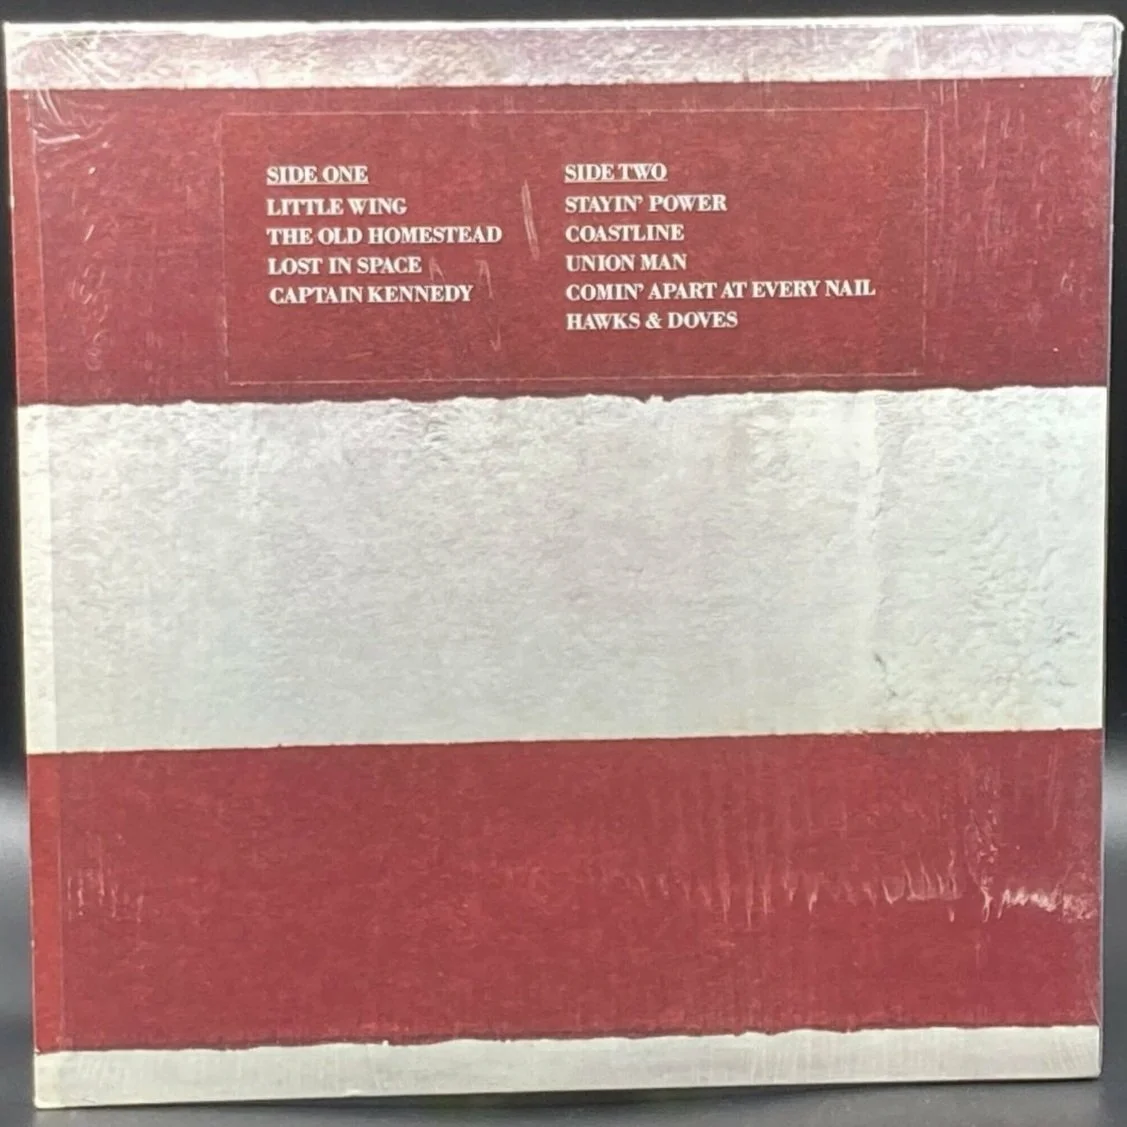 SIDE ONE
LITTLE WING
THE OLD HOMESTEAD
LOST IN SPACE
CAPTAIN KENNEDY
SIDE TWO
STAYIN' POWER
COASTLINE
UNION MAN
COMIN' APART AT EVERY NAIL
HAWKS & DOVES